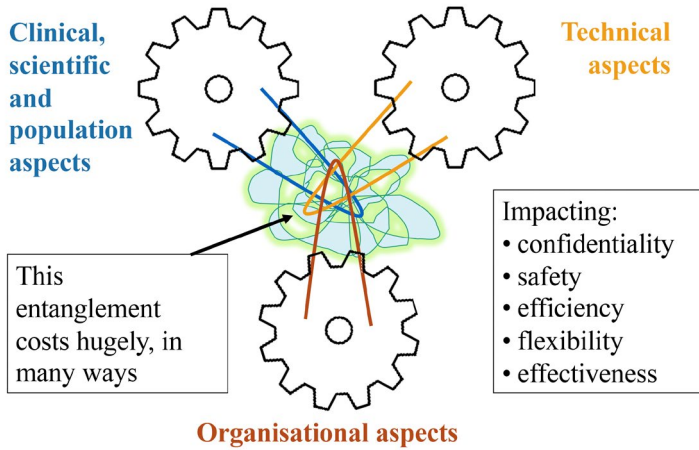 Clinical,
scientific
and
population
aspects
Technical
aspects
Impacting:
• confidentiality
• safety
• efficiency
• flexibility
• effectiveness
This
entanglement
costs hugely, in
many ways
Organisational aspects